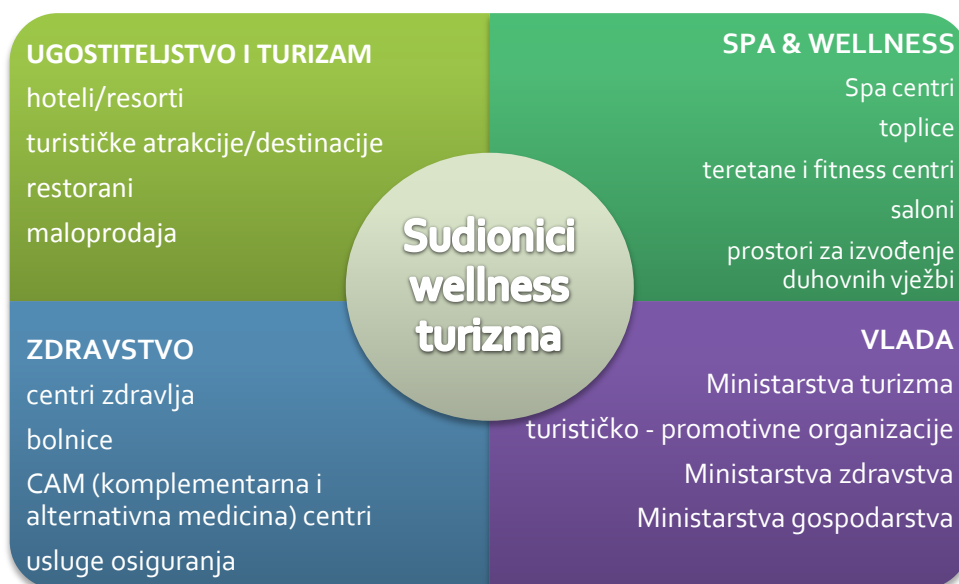 UGOSTITELJSTVO I TURIZAM
hoteli/resorti
turističke atrakcije/destinacije
restorani
maloprodaja
SPA & WELLNESS
Spa centri
toplice
teretane i fitness centri
saloni
prostori za izvođenje
duhovnih vježbi
Sudionici
wellness
turizma
ZDRAVSTVO
centri zdravlja
bolnice
CAM (komplementarna i
alternativna medicina) centri
usluge osiguranja
VLADA
Ministarstva turizma
turističko - promotivne organizacije
Ministarstva zdravstva
Ministarstva gospodarstva